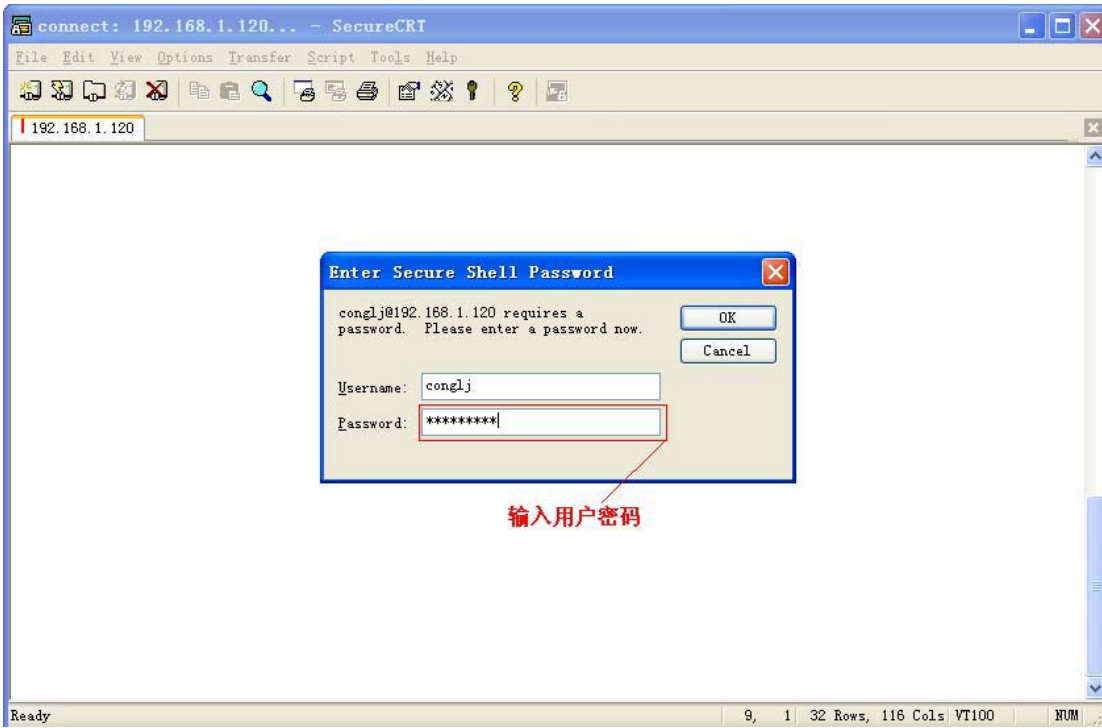 connect: 192.168.1.120... - SecureCRT
File Edit View Options Transfer Script Tools Help
192.168.1.120
Enter Secure Shell Password
conglj@192.168.1.120 requires a
password. Please enter a password now.
OK
Cancel
Username: conglj
Password: *********
输入用户密码
Ready 9, 1 32 Rows, 116 Cols VT100 NUM